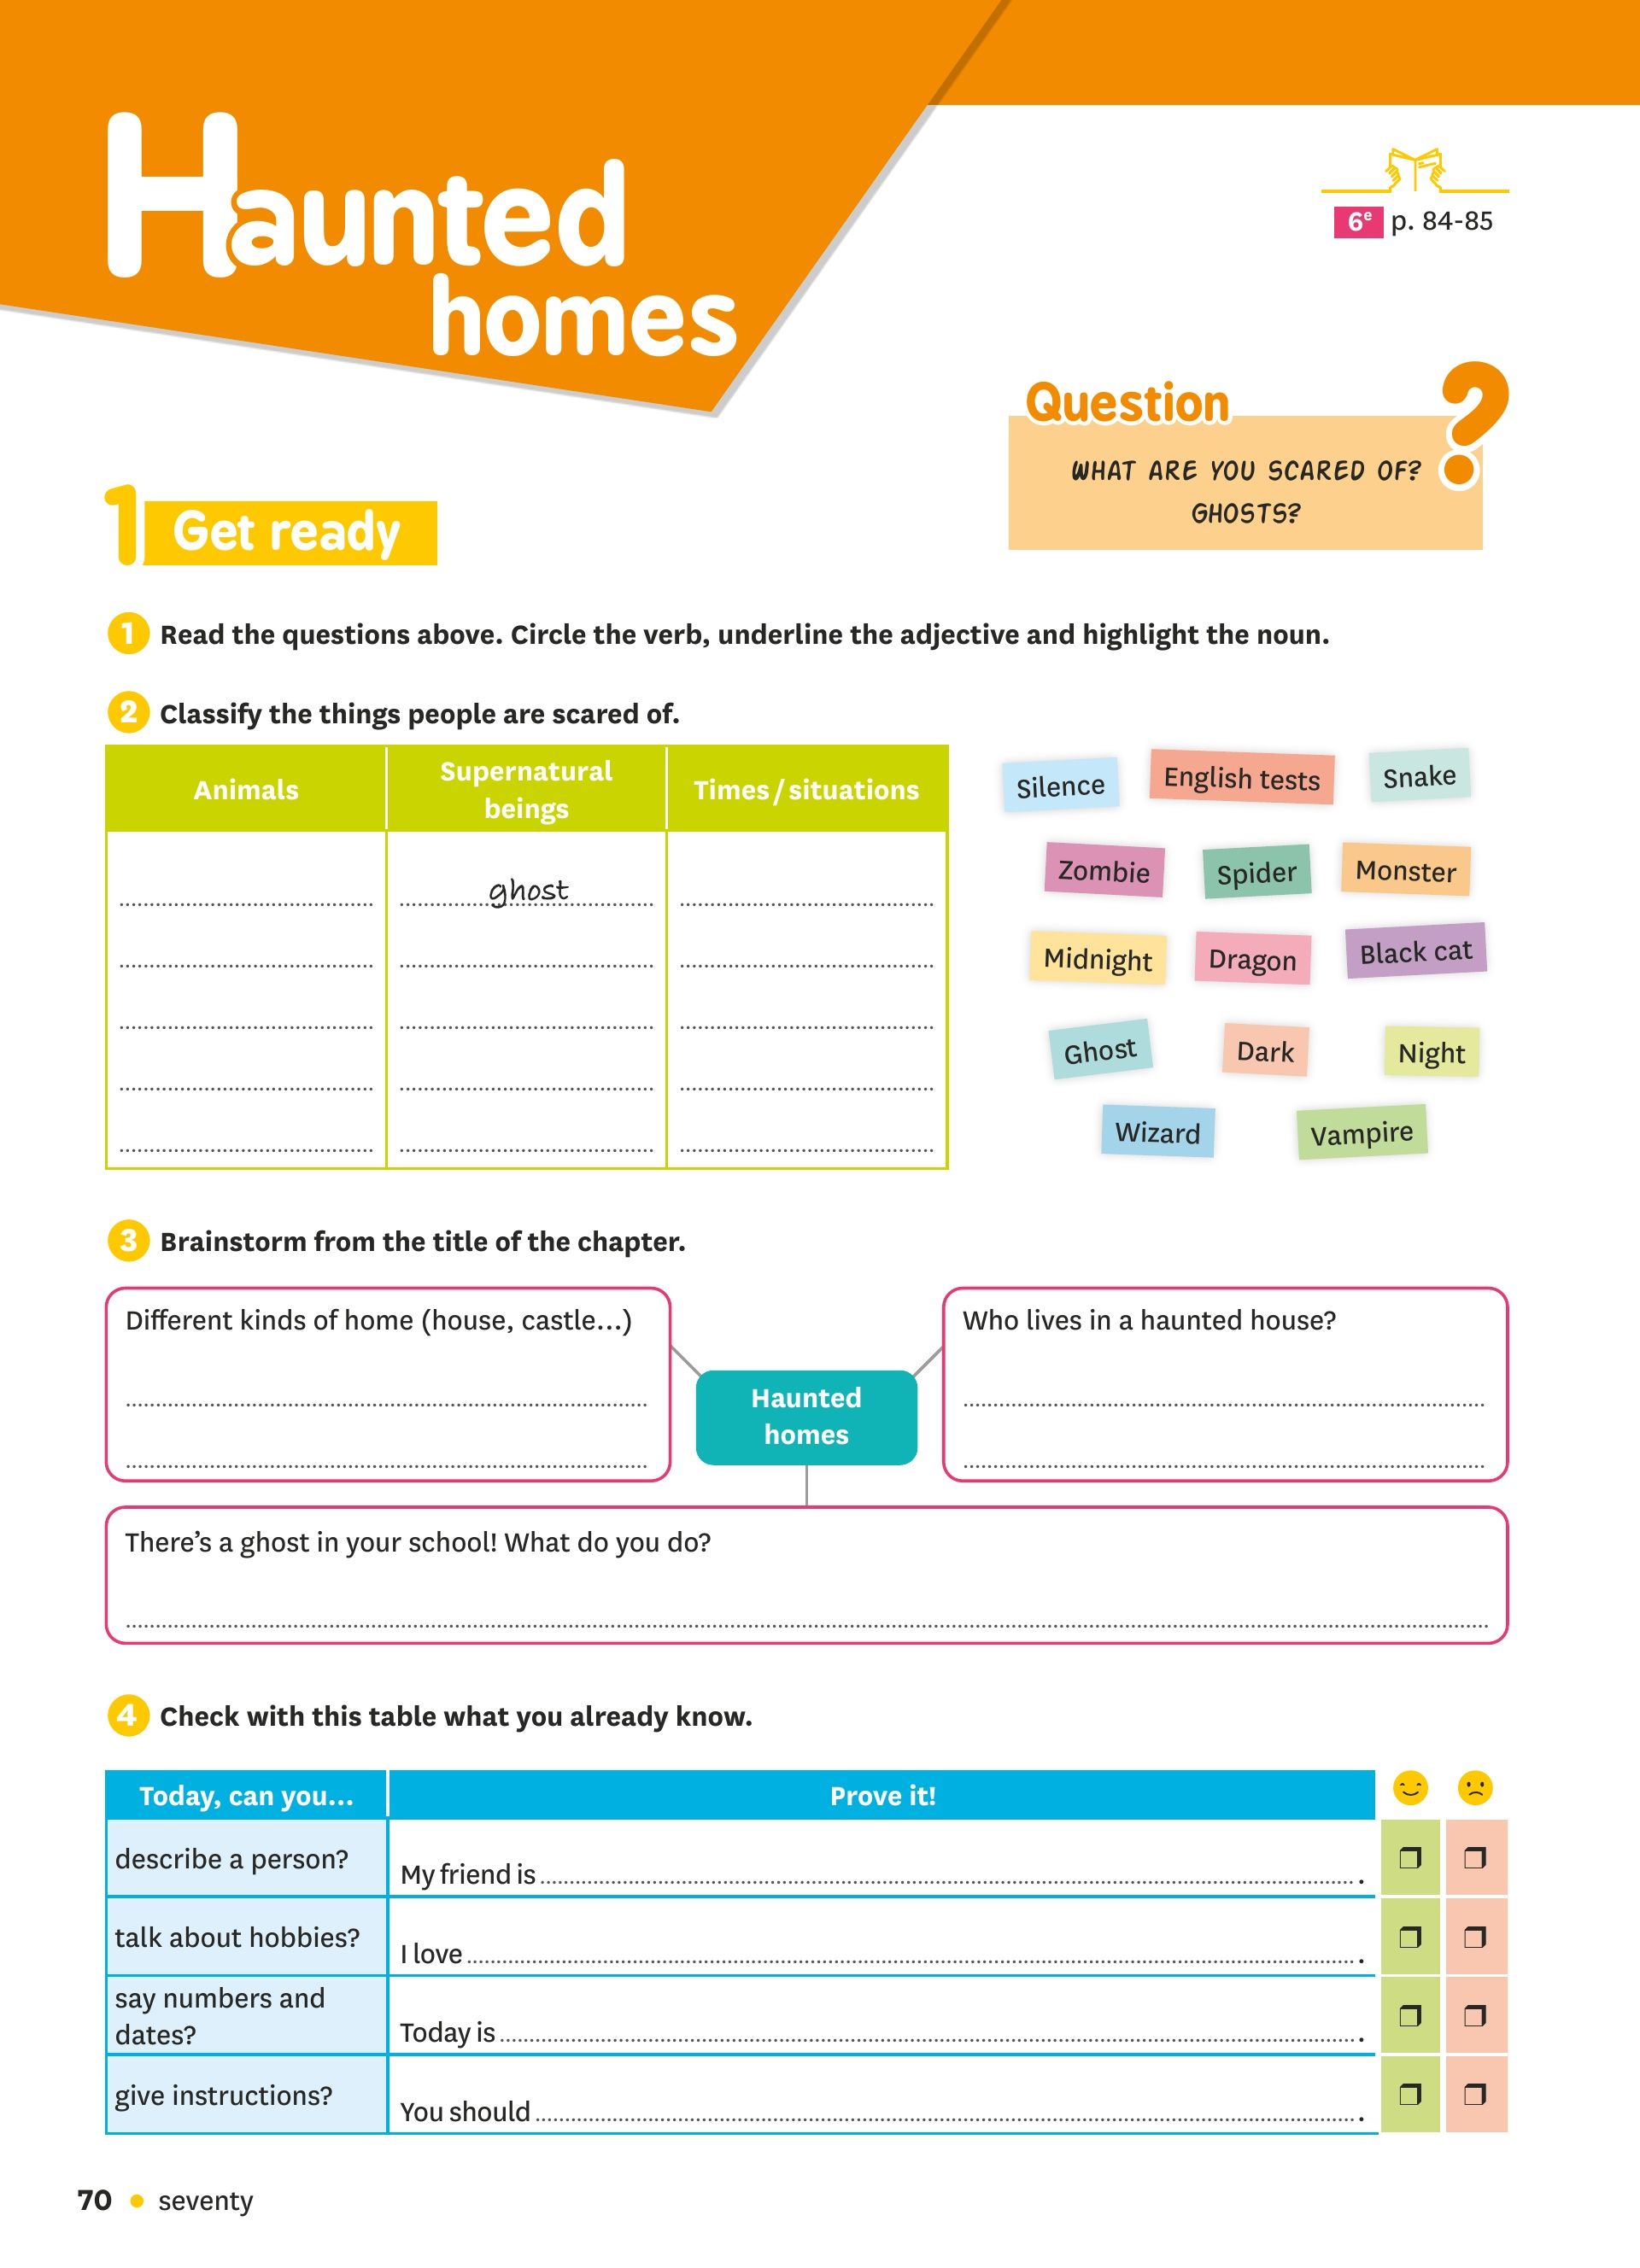 Haunted
homes
6e p. 84-85
Question ?
WHAT ARE YOU SCARED OF?
GHOSTS?
1 Get ready
1 Read the questions above. Circle the verb, underline the adjective and highlight the noun.
2 Classify the things people are scared of.
Animals
Supernatural
beings
Times / situations
ghost
Silence
English tests
Snake
Zombie
Spider
Monster
Midnight
Dragon
Black cat
Ghost
Dark
Night
Wizard
Vampire
3 Brainstorm from the title of the chapter.
Different kinds of home (house, castle...)
Haunted
homes
Who lives in a haunted house?
There's a ghost in your school! What do you do?
4 Check with this table what you already know.
Today, can you...
Prove it!
describe a person?
My friend is .
talk about hobbies?
I love .
say numbers and
dates?
Today is .
give instructions?
You should .
70 • seventy